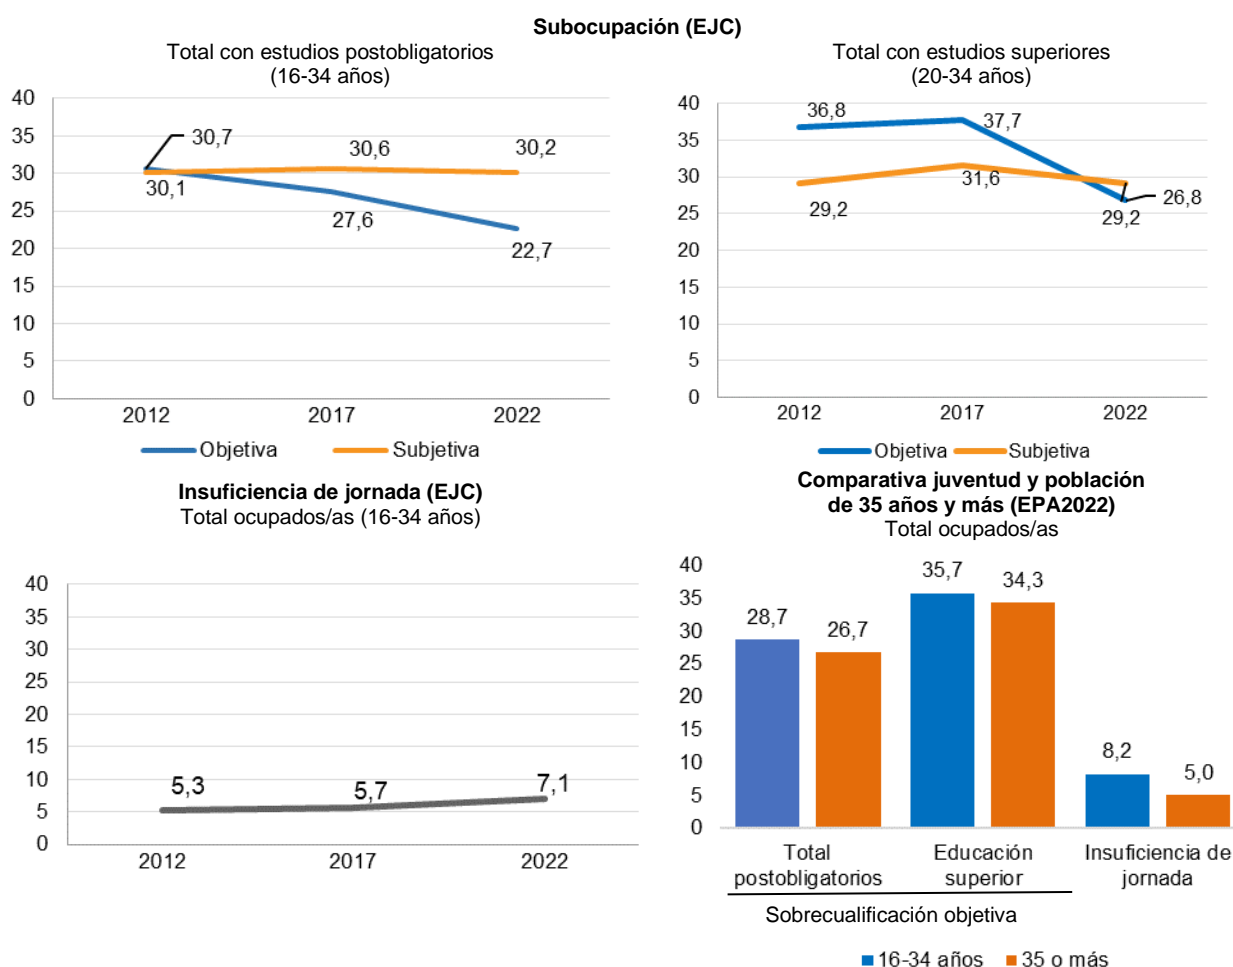 Subocupación (EJC)
Total con estudios postobligatorios
(16-34 años)
40
35
30
25
20
15
10
5
0
30,7
30,1
30,6
27,6
30,2
22,7
2012
2017
2022
Objetiva
Subjetiva
Total con estudios superiores
(20-34 años)
40
35
30
25
20
15
10
5
0
36,8
29,2
37,7
31,6
26,8
29,2
2012
2017
2022
Objetiva
Subjetiva
Insuficiencia de jornada (EJC)
Total ocupados/as (16-34 años)
40
35
30
25
20
15
10
5
0
5,3
5,7
7,1
2012
2017
2022
Comparativa juventud y población
de 35 años y más (EPA2022)
Total ocupados/as
40
35
30
25
20
15
10
5
0
28,7
26,7
35,7
34,3
8,2
5,0
Total
postobligatorios
Educación
superior
Insuficiencia de
jornada
Sobrecualificación objetiva
16-34 años
35 o más